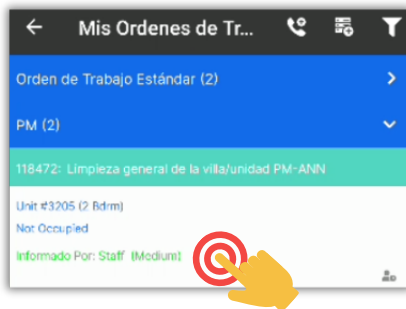 Mis Ordenes de Tr...
Orden de Trabajo Estándar (2)
PM (2)
118472: Limpieza general de la villa/unidad PM-ANN
Unit #3205 (2 Bdrm)
Not Occupied
Informado Por: Staff (Medium)